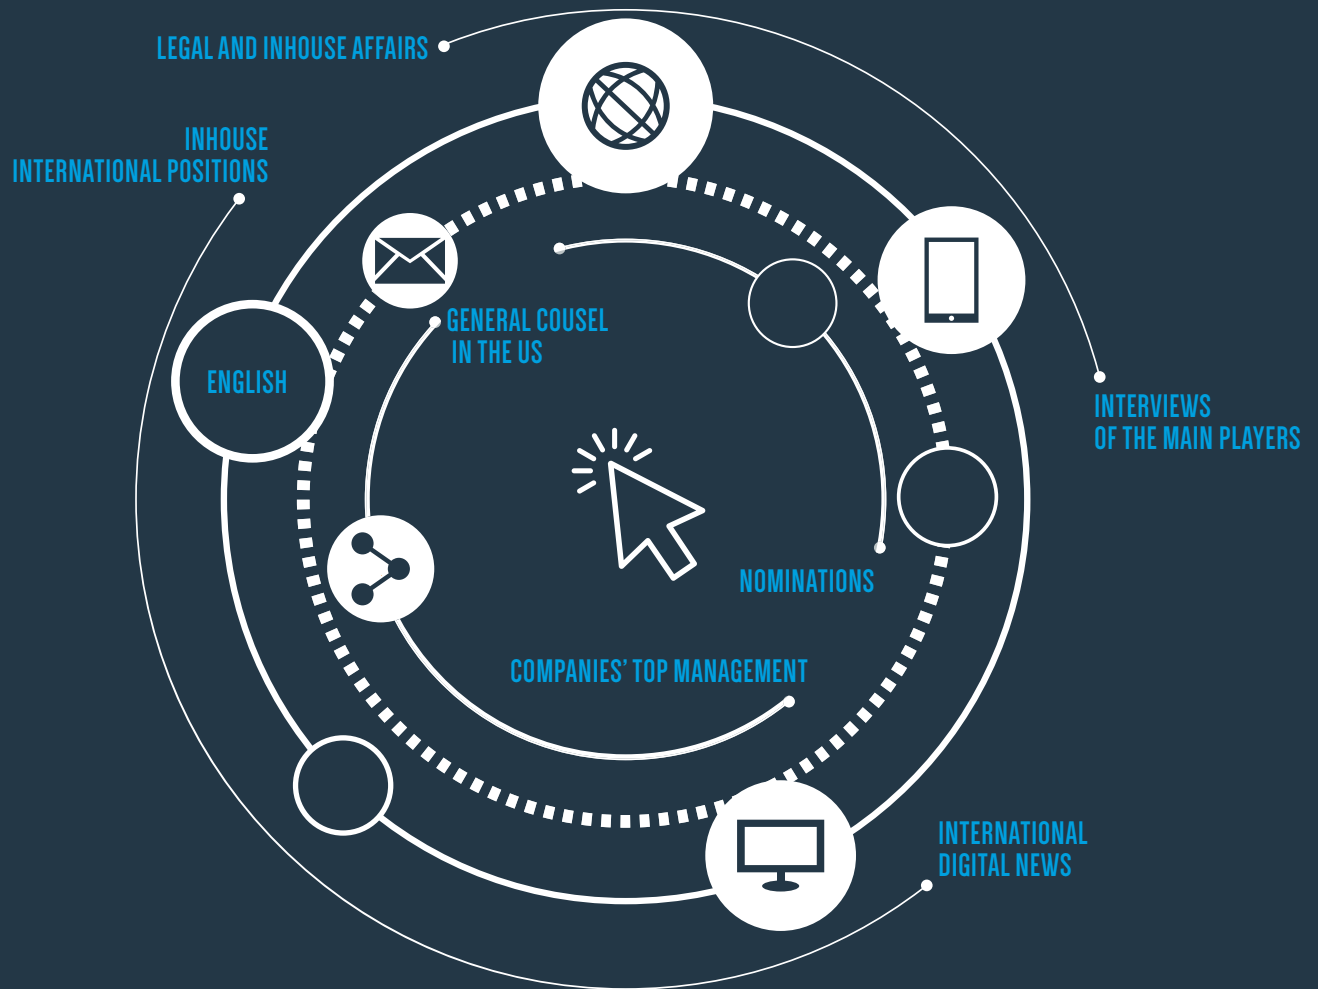 LEGAL AND INHOUSE AFFAIRS
INHOUSE
INTERNATIONAL POSITIONS
GENERAL COUSEL
IN THE US
ENGLISH
INTERVIEWS
OF THE MAIN PLAYERS
NOMINATIONS
COMPANIES' TOP MANAGEMENT
INTERNATIONAL
DIGITAL NEWS